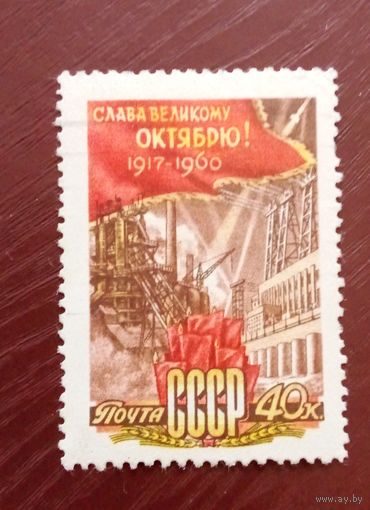 СЛАВА ВЕЛИКОМУ
ОКТЯБРЮ!
1917-1960
ПОЧТА СССР 40К.
www.ay.by